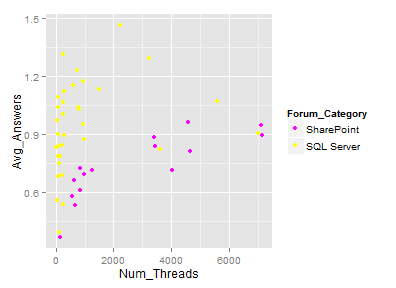 1.5
1.2
0.9
0.6
Avg_Answers
0
2000
4000
6000
Num_Threads
Forum_Category
SharePoint
SQL Server